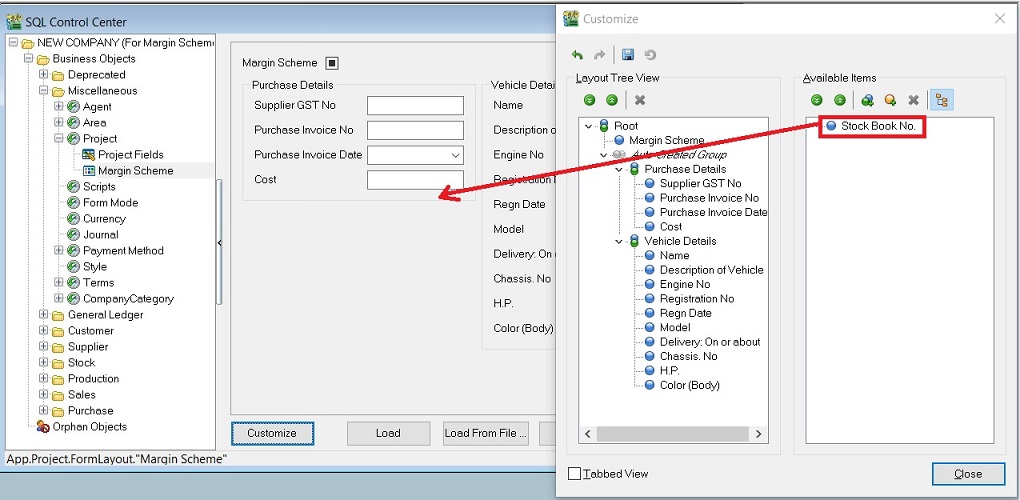 SQL Control Center
NEW COMPANY (For Margin Scheme
Business Objects
Deprecated
Miscellaneous
Agent
Area
Project
Project Fields
Margin Scheme
Scripts
Form Mode
Currency
Journal
Payment Method
Style
Terms
CompanyCategory
General Ledger
Customer
Supplier
Stock
Production
Sales
Purchase
Orphan Objects
App.Project.FormLayout."Margin Scheme"
Margin Scheme
Purchase Details
Supplier GST No
Purchase Invoice No
Purchase Invoice Date
Cost
Vehicle Detai
Name
Description o
Engine No
Registration
Regn Date
Model
Delivery: On o
Chassis. No
H.P.
Color (Body)
Customize
Load
Load From File ...
Customize
Layout Tree View
Root
Margin Scheme
Auto Created Group
Purchase Details
Supplier GST No
Purchase Invoice No
Purchase Invoice Date
Cost
Vehicle Details
Name
Description of Vehicle
Engine No
Registration No
Regn Date
Model
Delivery: On or about
Chassis. No
H.P.
Color (Body)
Available Items
Stock Book No.
Tabbed View
Close